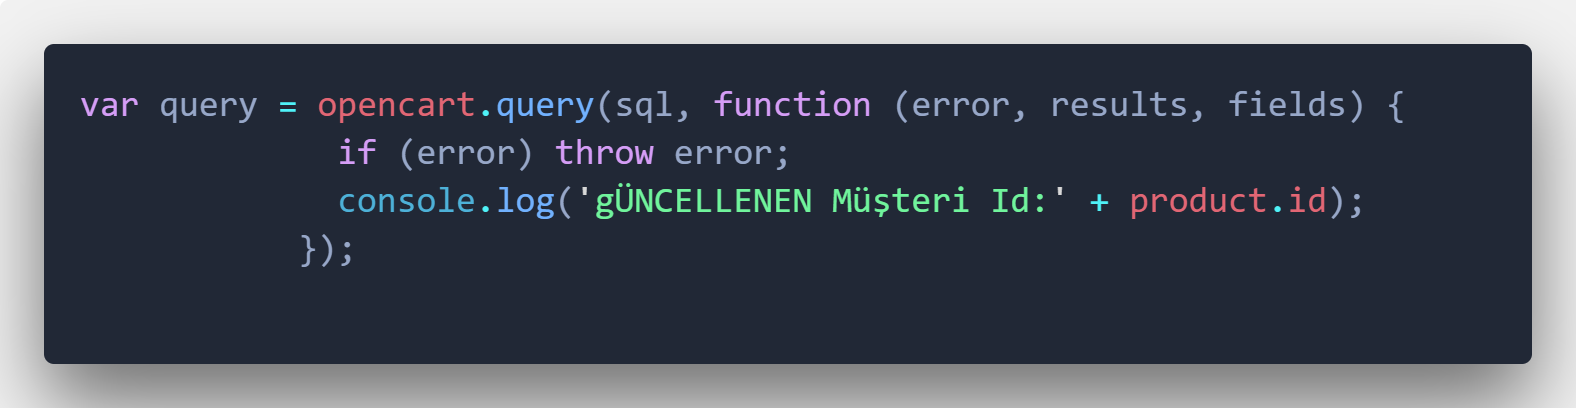 var query = opencart.query(sql, function (error, results, fields) {
if (error) throw error;
console.log('gÜNCELLENEN Müşteri Id:' + product.id);
});